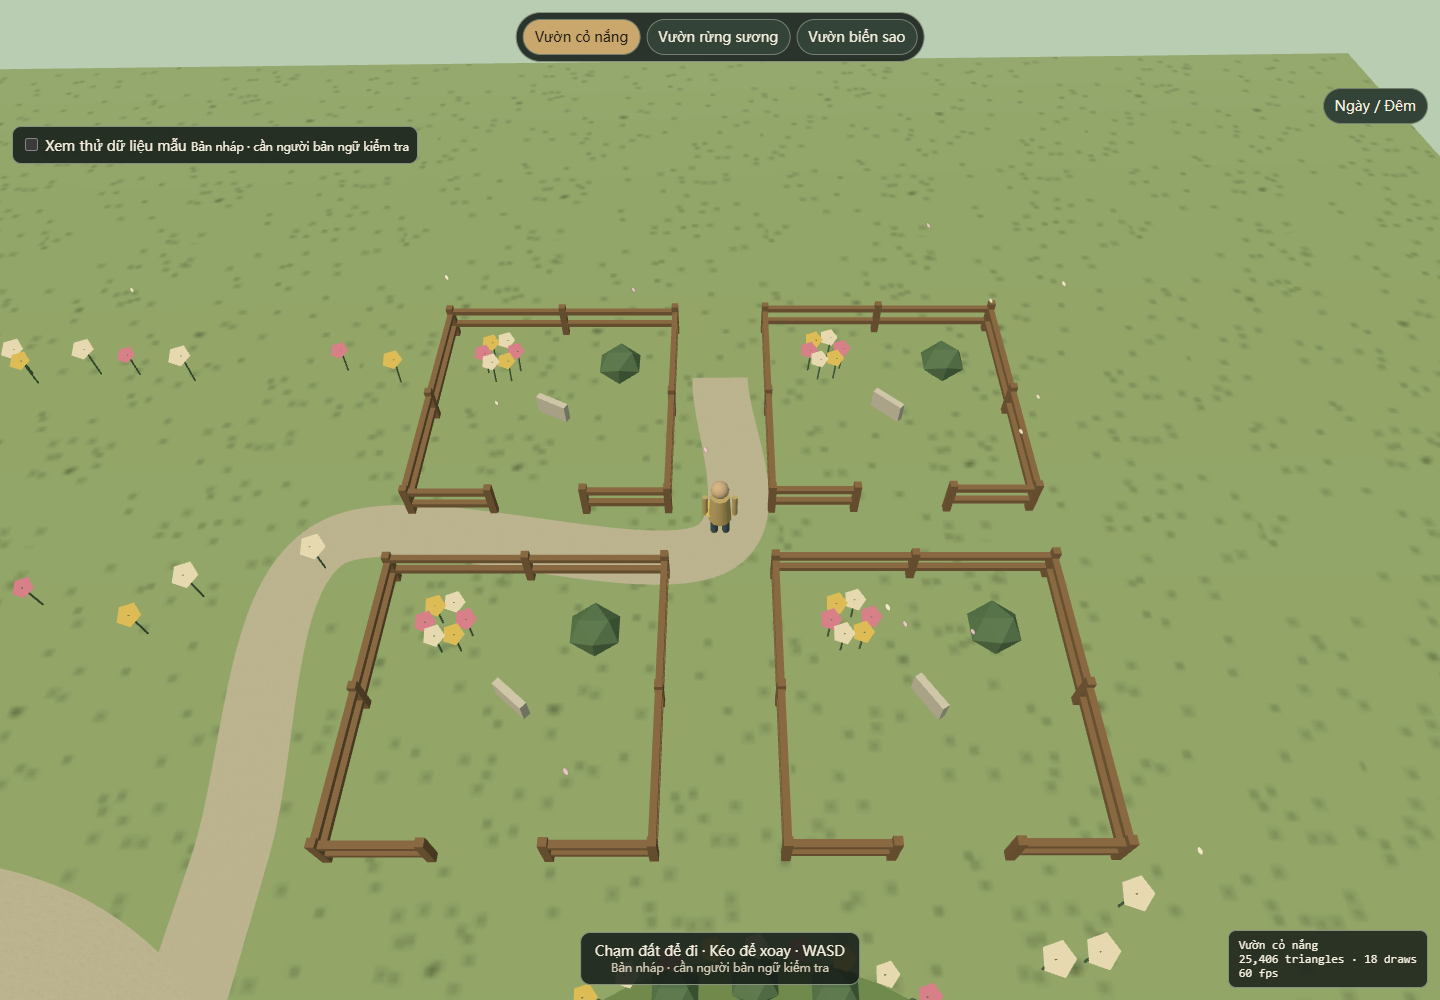 Vườn cỏ nắng
Vườn rừng sương
Vườn biển sao
Ngày / Đêm
Xem thử dữ liệu mẫu Bản nháp · cần người bản ngữ kiểm tra
Chạm đất để đi · Kéo để xoay · WASD
Bản nháp · cần người bản ngữ kiểm tra
Vườn cỏ nắng
25,406 triangles · 18 draws
60 fps